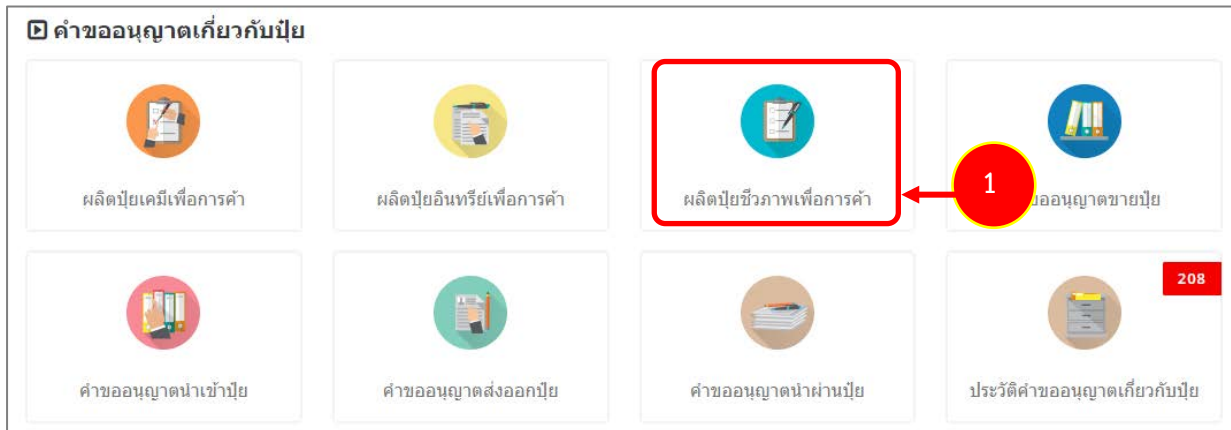 คำขออนุญาตเกี่ยวกับปุ๋ย
ผลิตปุ๋ยเคมีเพื่อการค้า
ผลิตปุ๋ยอินทรีย์เพื่อการค้า
ผลิตปุ๋ยชีวภาพเพื่อการค้า
1
ขออนุญาตขายปุ๋ย
208
คำขออนุญาตนำเข้าปุ๋ย
คำขออนุญาตส่งออกปุ๋ย
คำขออนุญาตนำผ่านปุ๋ย
ประวัติคำขออนุญาตเกี่ยวกับปุ๋ย